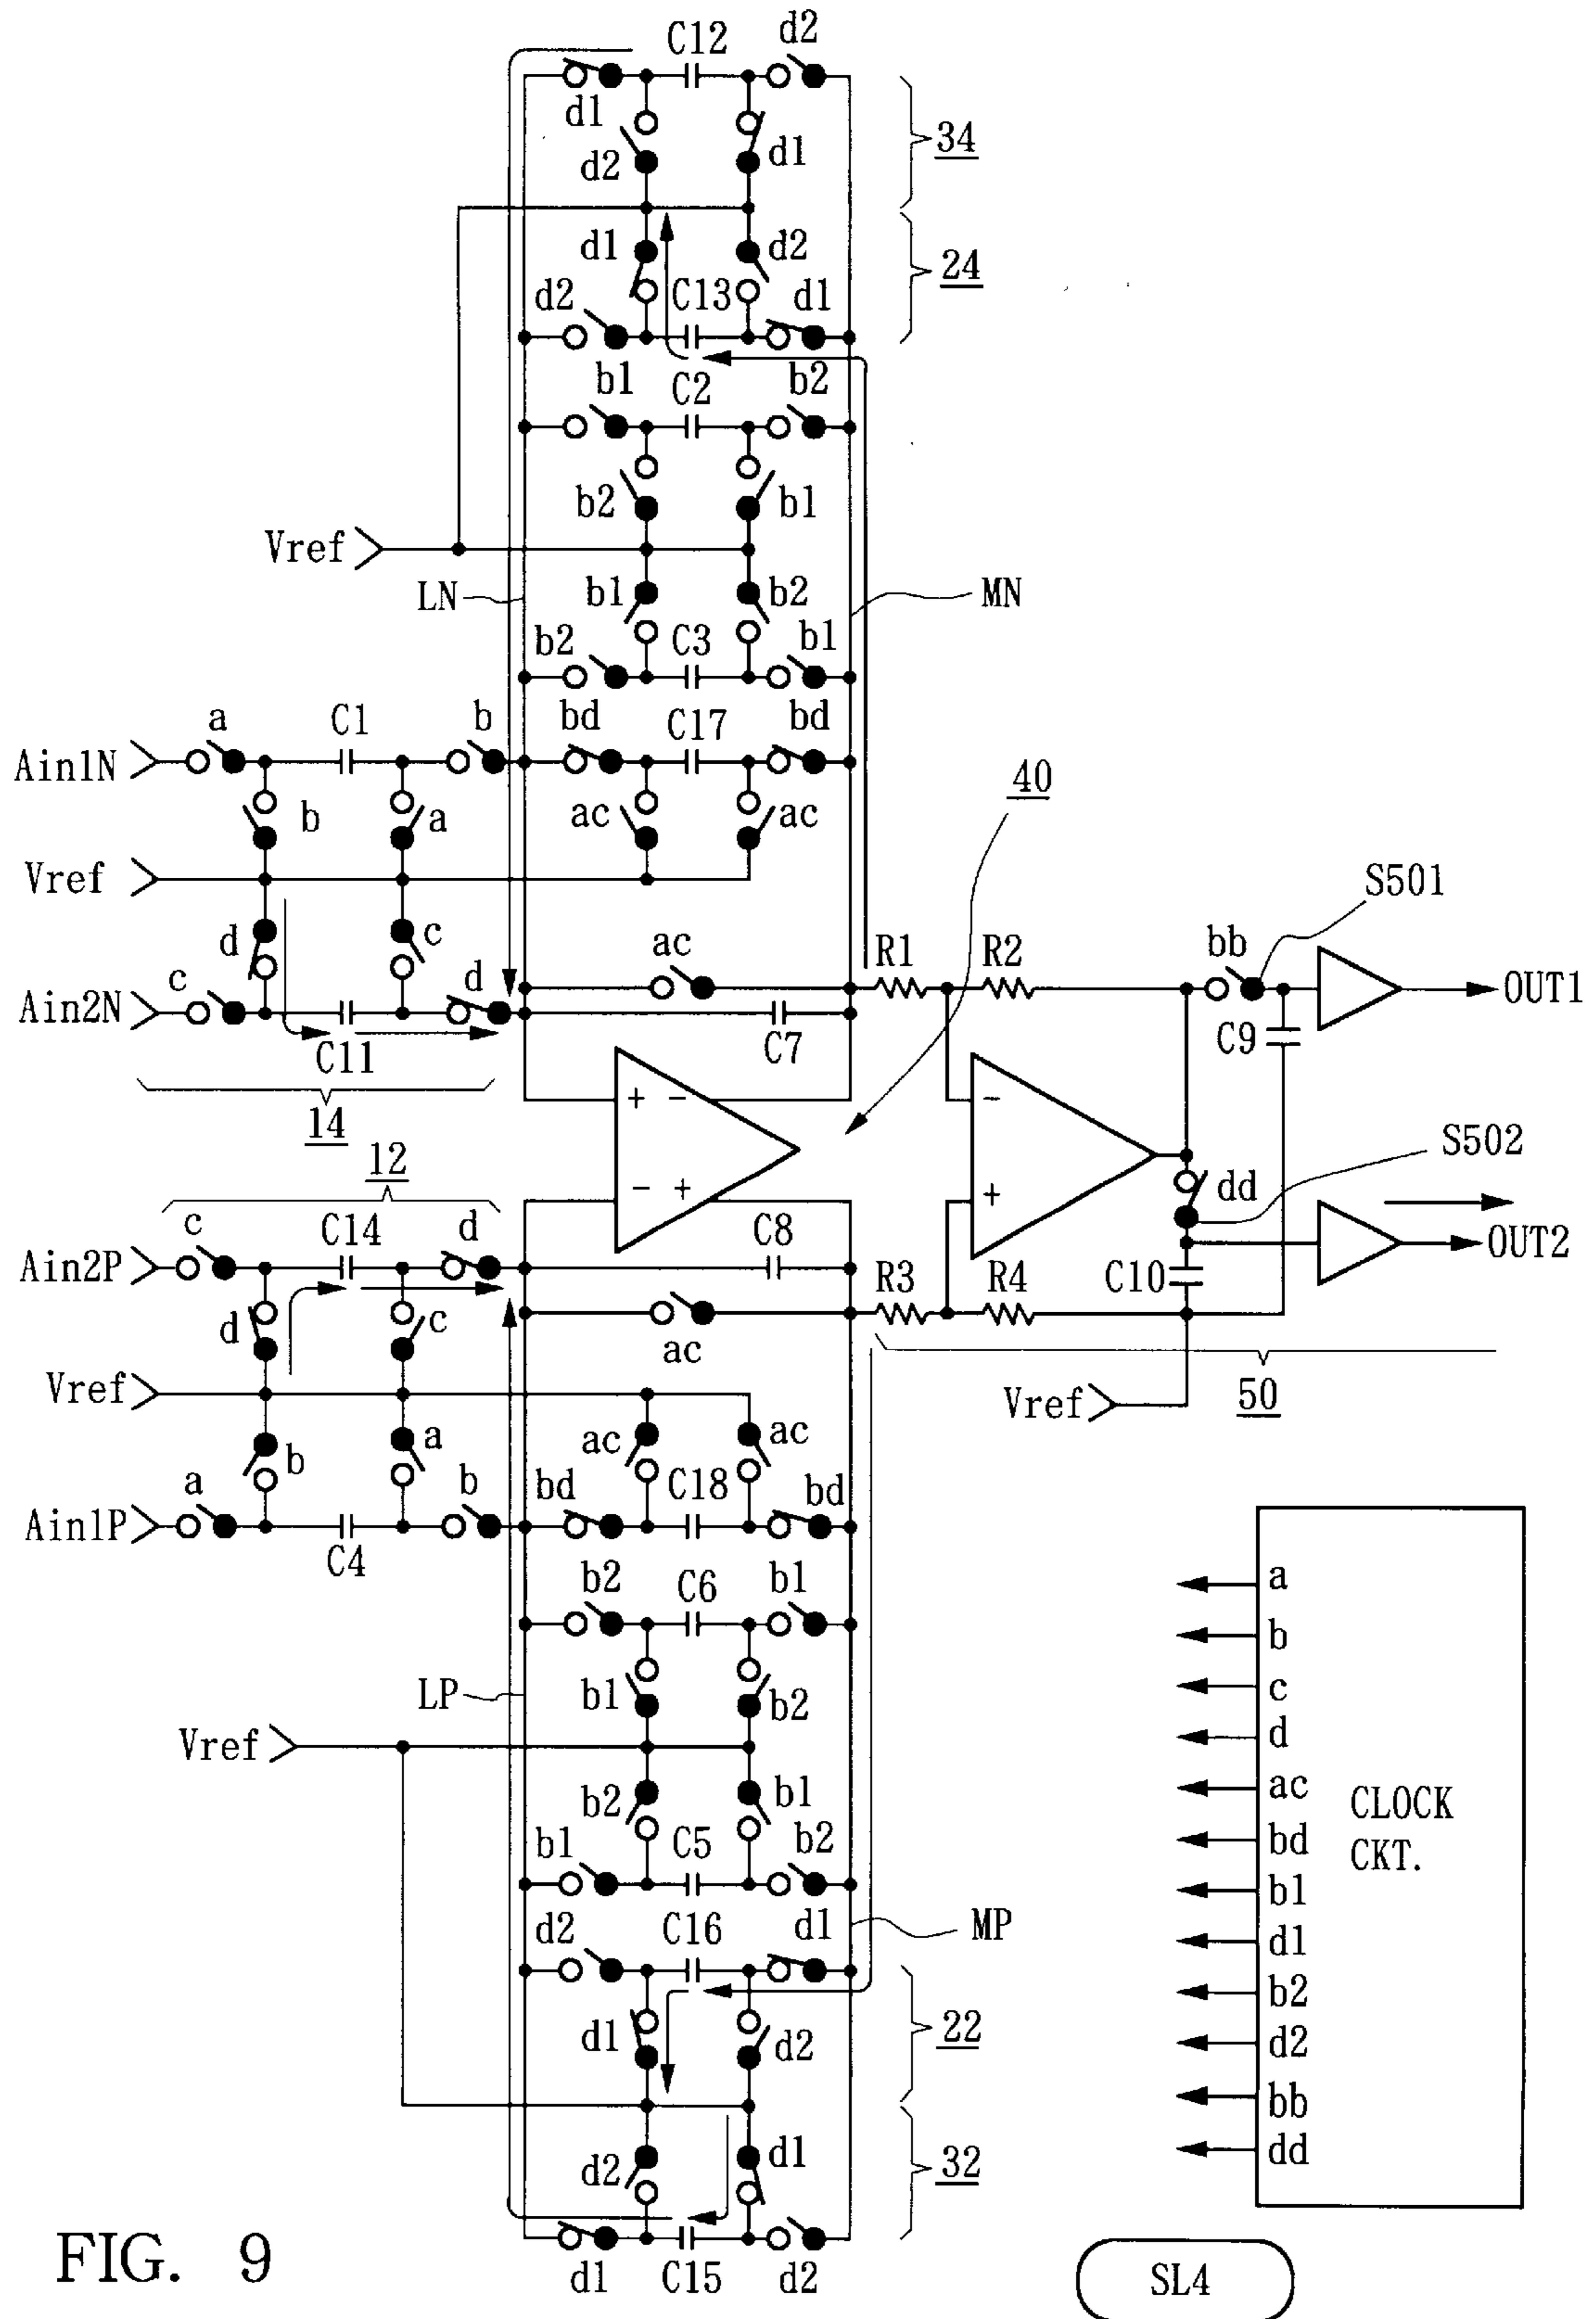 C12 d2
d1
d2 d1
34
d1 d2
24
d2 C13 d1
b1 C2 b2
b2 b1
Vref
LN b1 b2 MN
b2 C3 b1
a C1 b bd C17 bd
Ain1N
b a ac ac
40
Vref
S501
d c
ac R1 R2 bb
c d
OUT1
Ain2N
C11 C7 C9
+ − −
14
12
S502
− + + dd
c C14 d C8
OUT2
Ain2P
R3 R4 C10
d c
ac
Vref
Vref 50
b a ac ac
a b bd C18 bd
Ain1P
C4
b2 C6 b1
a
b
LP b1 b2
c
Vref
d
b2 b1
ac
CLOCK
CKT.
b1 C5 b2
bd
b1
d2 C16 d1 MP
d1
b2
d1 d2
22
d2
bb
dd
d2 d1
32
d1 C15 d2
FIG. 9
SL4